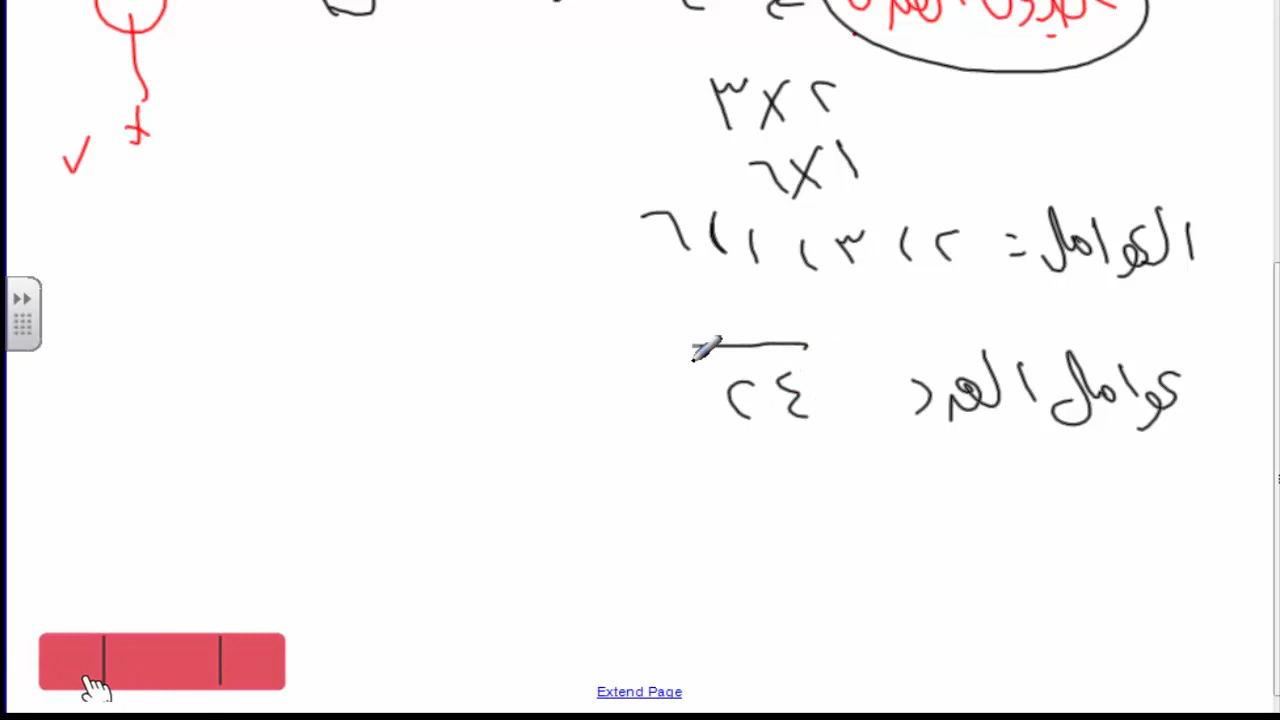 ٣ X ٢
٦ X ١
العوامل = ٢ ، ٣ ، ١ ، ٦
عوامل العدد ٢٤
Extend Page